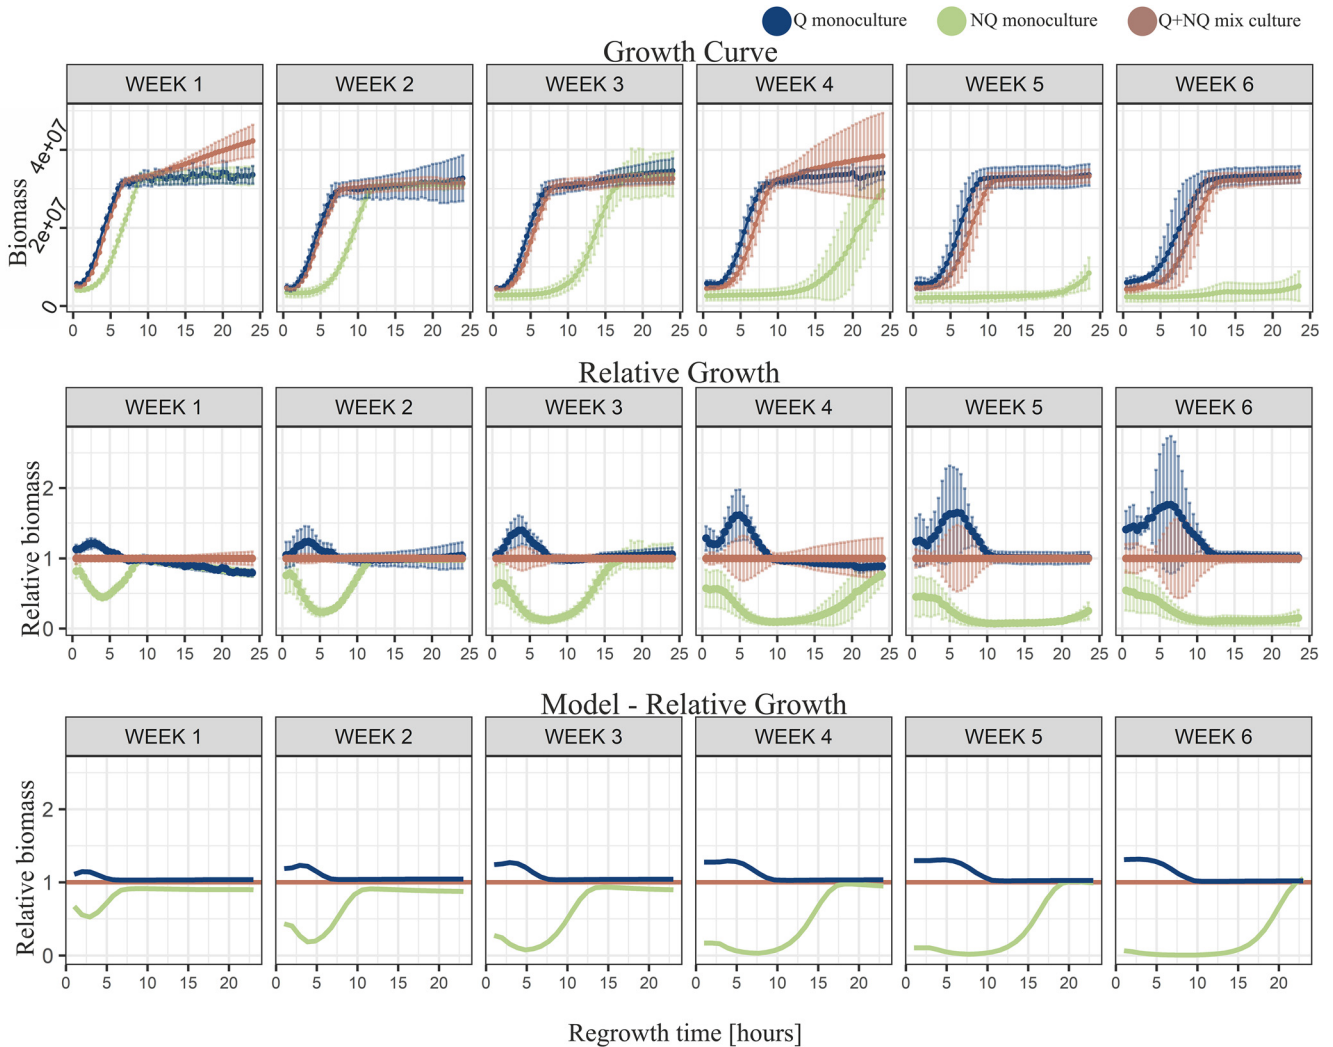 Q monoculture NQ monoculture Q+NQ mix culture
Growth Curve
WEEK 1 WEEK 2 WEEK 3 WEEK 4 WEEK 5 WEEK 6
Biomass
4e+07
2e+07
0
0 5 10 15 20 25 0 5 10 15 20 25 0 5 10 15 20 25 0 5 10 15 20 25 0 5 10 15 20 25 0 5 10 15 20 25
Relative Growth
WEEK 1 WEEK 2 WEEK 3 WEEK 4 WEEK 5 WEEK 6
Relative biomass
2
1
0
0 5 10 15 20 25 0 5 10 15 20 25 0 5 10 15 20 25 0 5 10 15 20 25 0 5 10 15 20 25 0 5 10 15 20 25
Model - Relative Growth
WEEK 1 WEEK 2 WEEK 3 WEEK 4 WEEK 5 WEEK 6
Relative biomass
2
1
0
0 5 10 15 20 0 5 10 15 20 0 5 10 15 20 0 5 10 15 20 0 5 10 15 20 0 5 10 15 20
Regrowth time [hours]